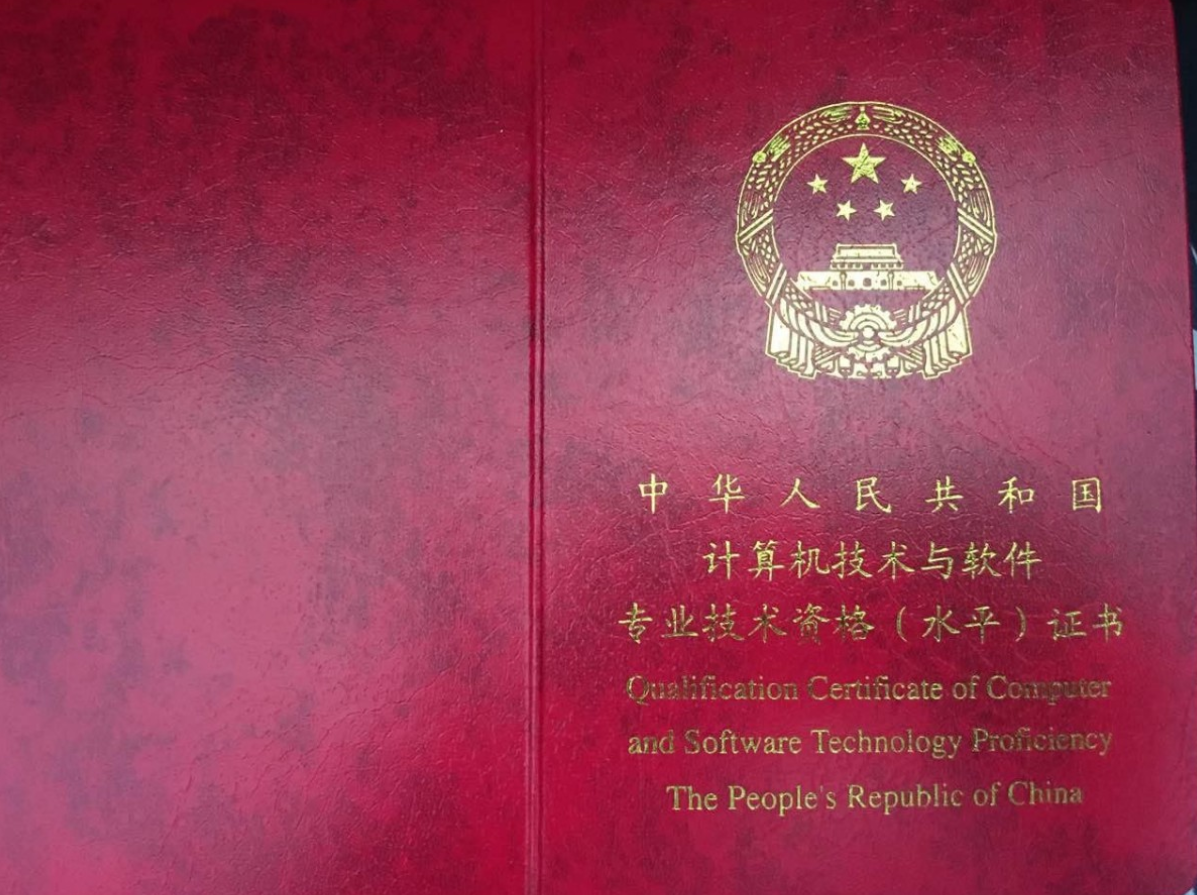 中华人民共和国
计算机技术与软件
专业技术资格（水平）证书
Qualification Certificate of Computer
and Software Technology Proficiency
The People's Republic of China